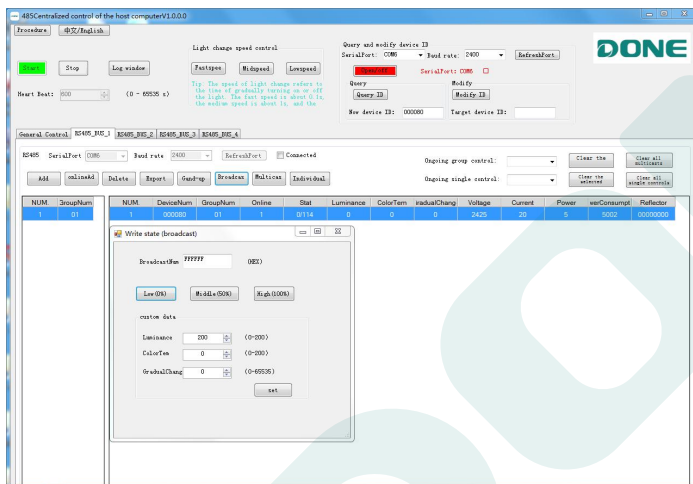 485Centralized control of the host computerV1.0.0.0
Procedure 中文/English
Light change speed control
Query and modify device ID
SerialPort: COM6 Baud rate: 2400 RefreshPort
DONE
Start Stop Log window Fastspee Midspeed Lowspeed
SerialPort: COM6
Tip: The speed of light change refers to
the time of gradually turning on or off
the light. The fast speed is about 0.1s,
the medium speed is about 1s, and the
Query Modify
Heart Beat: 600 (0 - 65535 s)
Query ID Modify ID
New device ID: 000080 Target device ID:
General Control RS485_BUS_1 RS485_BUS_2 RS485_BUS_3 RS485_BUS_4
RS485 SerialPort COM6 Baud rate 2400 RefreshPort Connected
Ongoing group control: Clear the Clear all multicasts
Add onlineAd Delete Export Gand-up Broadcas Multicas Individual
Ongoing single control: Clear the selected Clear all single controls
NUM. GroupNum NUM. DeviceNum GroupNum Online Stat Luminance ColorTem iradualChang Voltage Current Power werConsumpt Reflector
1 01 1 000080 01 1 0/114 0 0 0 2425 20 5 5002 00000000
Write state (broadcast)
BroadcastNum FFFFFF (HEX)
Low(0%) Middle(50%) High(100%)
custom data
Luminance 200 (0-200)
ColorTem 0 (0-200)
GradualChang 0 (0-65535)
set